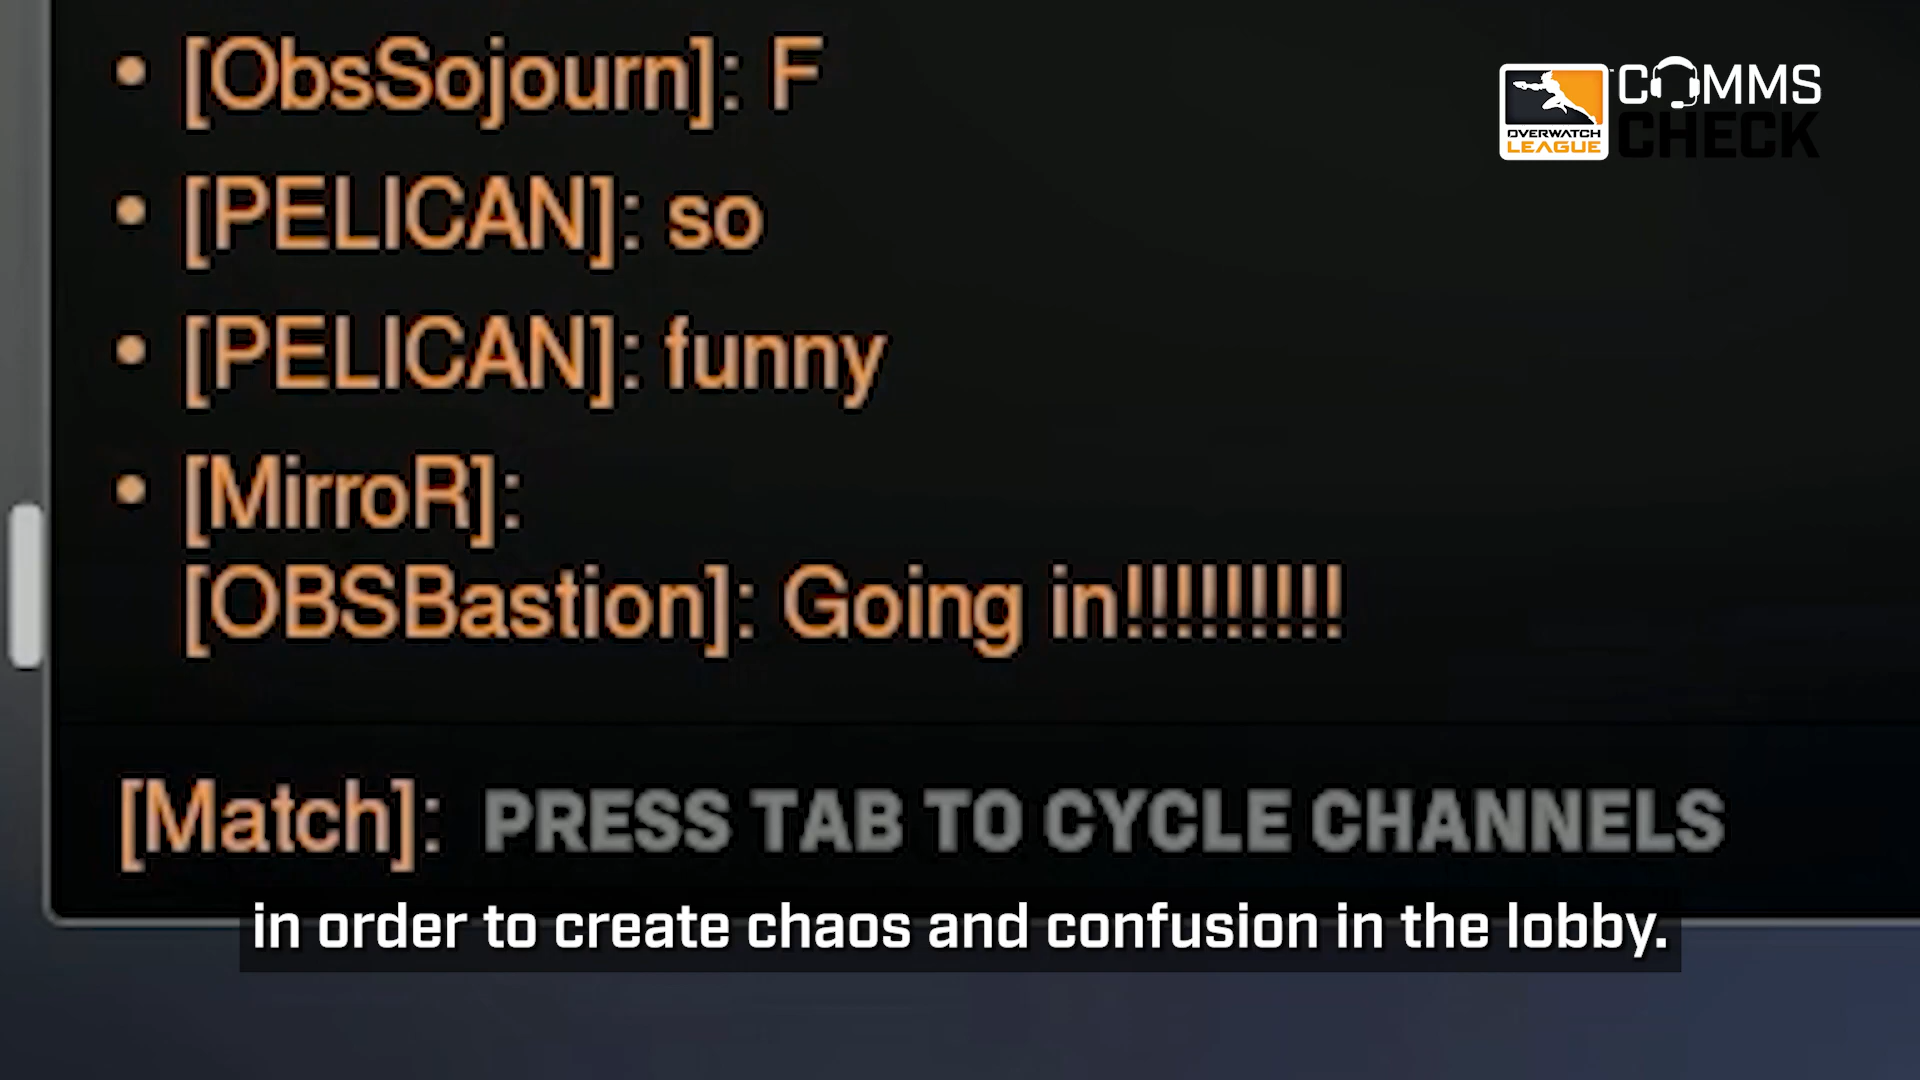 • [ObsSojourn]: F
• [PELICAN]: so
• [PELICAN]: funny
• [MirroR]:
[OBSBastion]: Going in!!!!!!!!!
[Match]: PRESS TAB TO CYCLE CHANNELS
in order to create chaos and confusion in the lobby.
OVERWATCH
LEAGUE
COMMS
CHECK